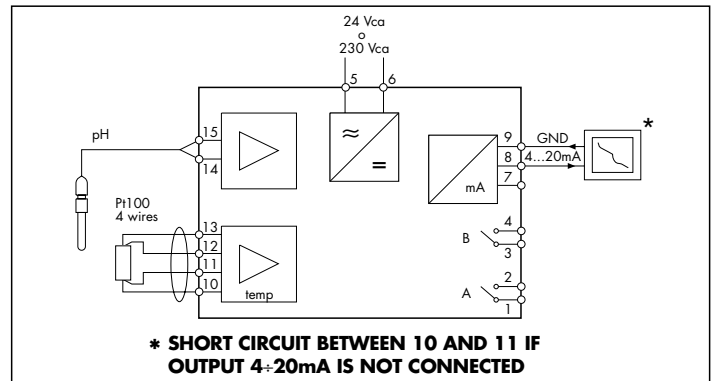 24 Vca
o
230 Vca
5 6
pH
15
14
≈
=
9 GND
8 4...20mA
7
mA
*
Pt100
4 wires
13
12
11
10
temp
4
B
3
2
A
1
* SHORT CIRCUIT BETWEEN 10 AND 11 IF
OUTPUT 4÷20mA IS NOT CONNECTED